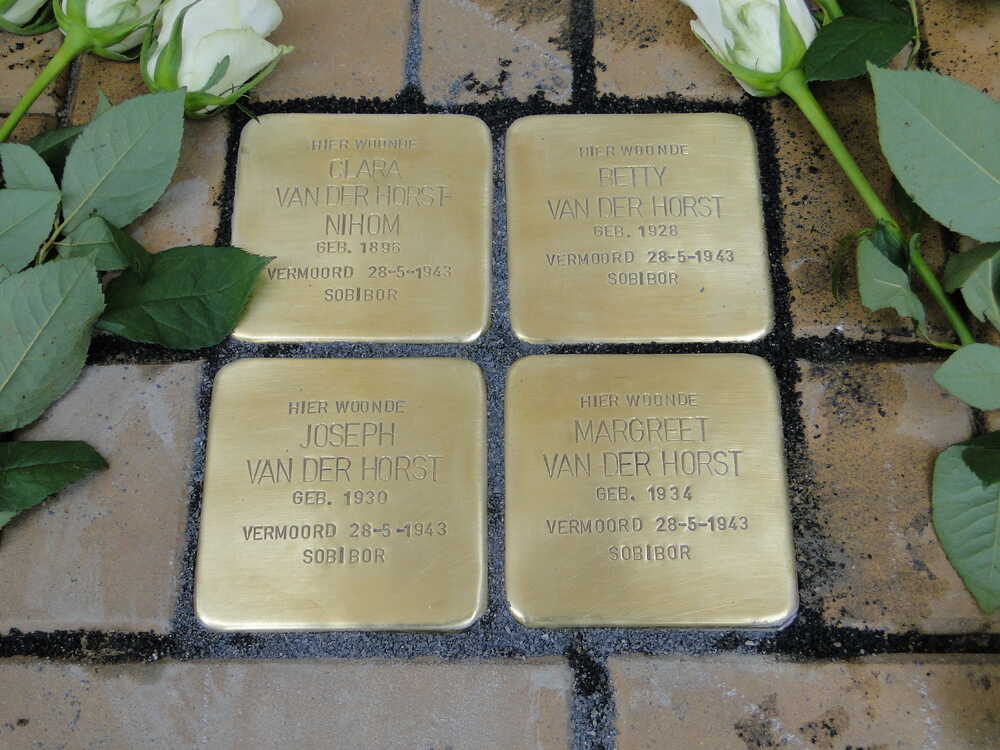 HIER WOONDE
CLARA
VAN DER HORST-
NIHOM
GEB. 1896
VERMOORD 28-5-1943
SOBIBOR
HIER WOONDE
BETTY
VAN DER HORST
GEB. 1928
VERMOORD 28-5-1943
SOBIBOR
HIER WOONDE
JOSEPH
VAN DER HORST
GEB. 1930
VERMOORD 28-5-1943
SOBIBOR
HIER WOONDE
MARGREET
VAN DER HORST
GEB. 1934
VERMOORD 28-5-1943
SOBIBOR